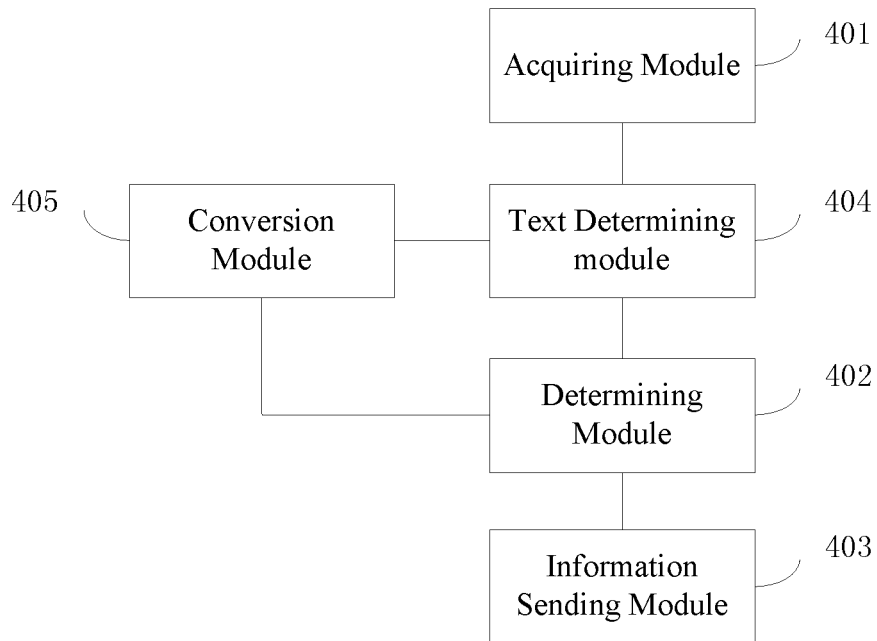 401
Acquiring Module
405
Conversion
Module
Text Determining
module
404
Determining
Module
402
Information
Sending Module
403